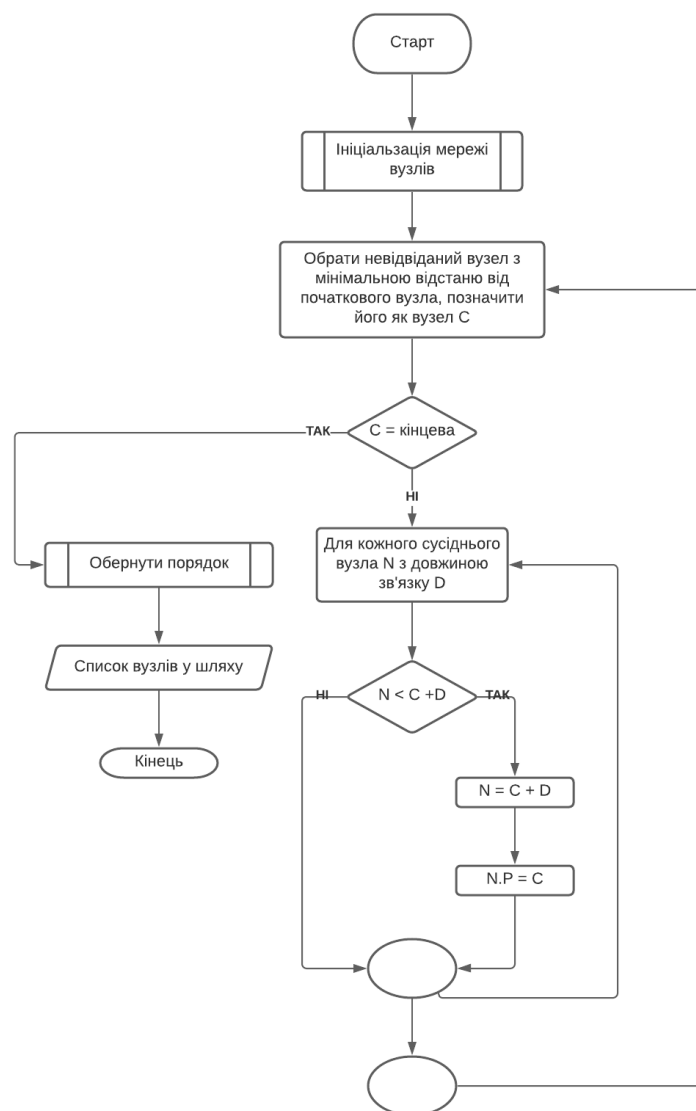 Старт
Ініціальзація мережі
вузлів
Обрати невідвіданий вузел з
мінімальною відстаню від
початкового вузла, позначити
його як вузел С
С = кінцева
ТАК
НІ
Обернути порядок
Для кожного сусіднього
вузла N з довжиною
зв'язку D
Список вузлів у шляху
N < C +D
НІ
ТАК
Кінець
N = C + D
N.P = C